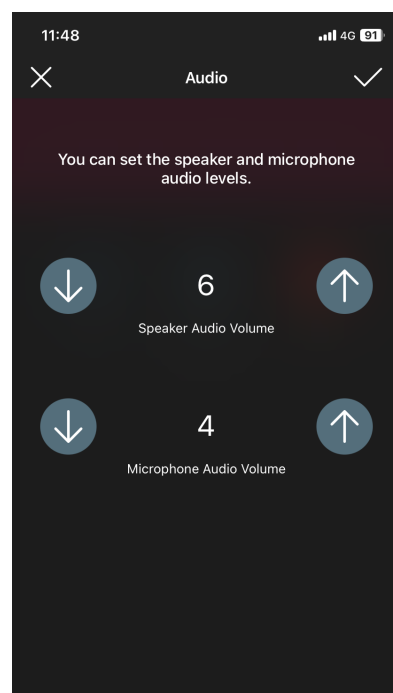 11:48
4G 91
Audio
You can set the speaker and microphone
audio levels.
6
Speaker Audio Volume
4
Microphone Audio Volume